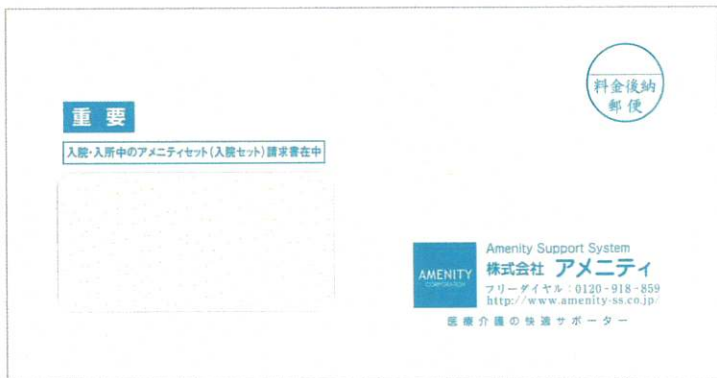 料金後納
郵便
重要
入院・入所中のアメニティセット(入院セット)請求書在中
AMENITY
CORPORATION
Amenity Support System
株式会社 アメニティ
フリーダイヤル:0120-918-859
http://www.amenity-ss.co.jp/
医療介護の快適サポーター